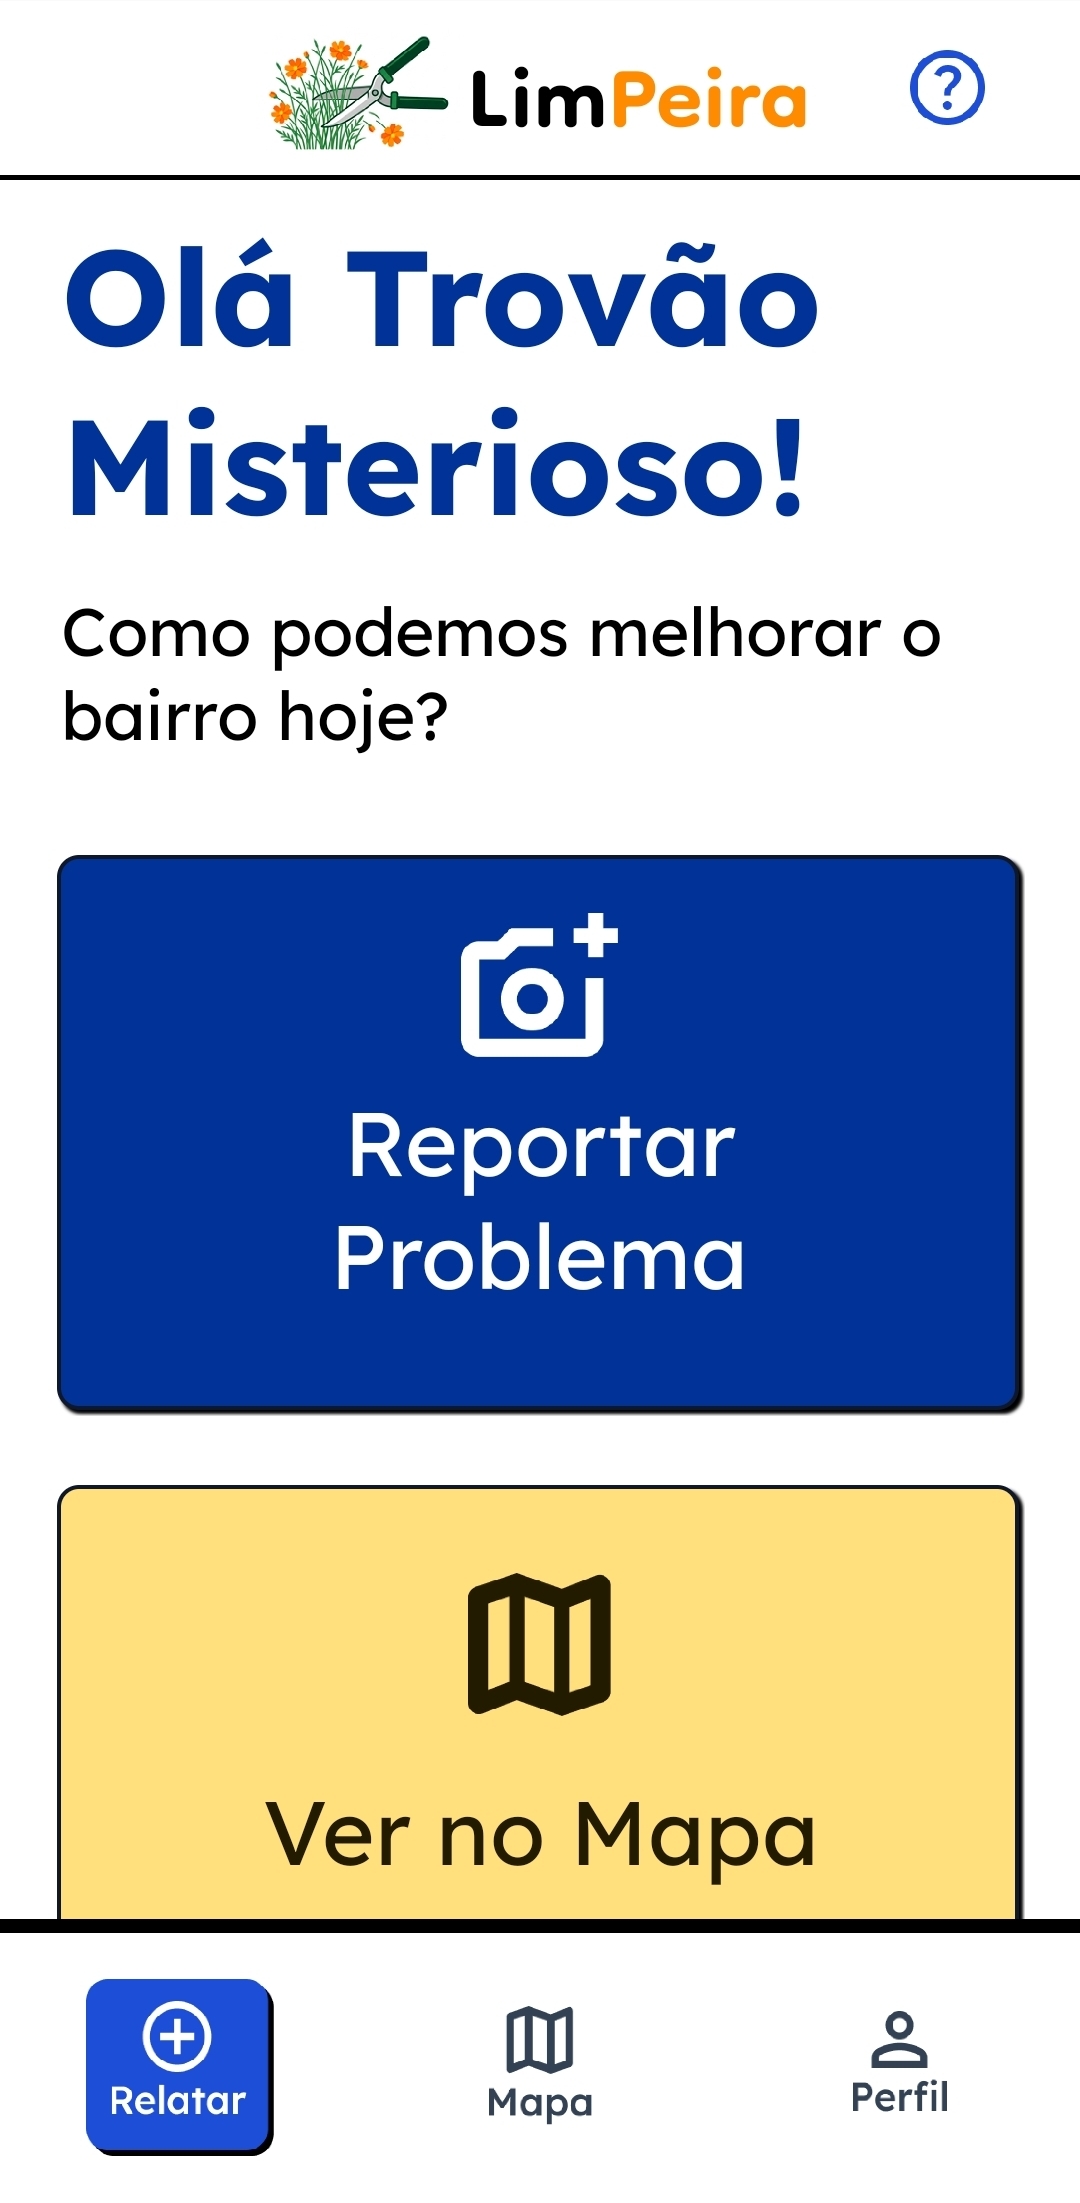 LimPeira
Olá Trovão
Misterioso!
Como podemos melhorar o
bairro hoje?
Reportar
Problema
Ver no Mapa
Relatar
Mapa
Perfil